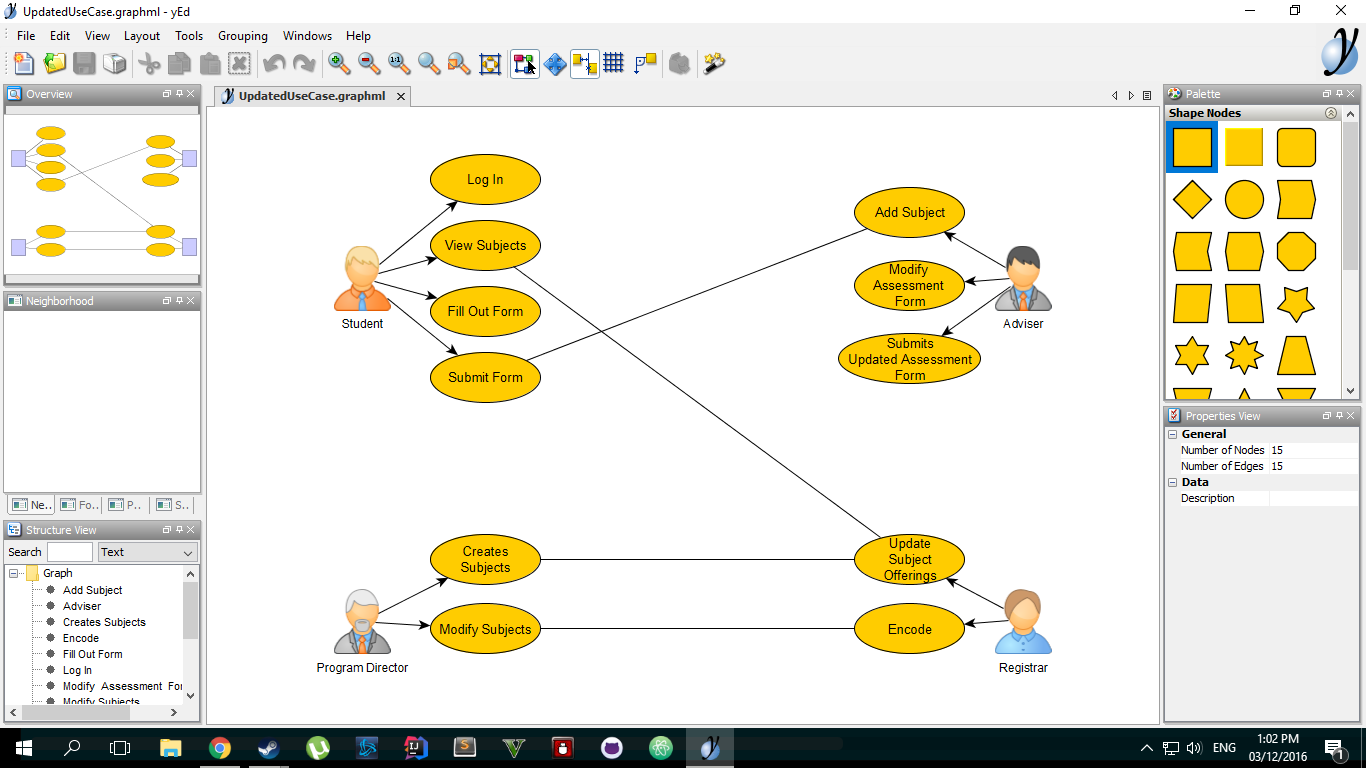 UpdatedUseCase.graphml - yEd
File Edit View Layout Tools Grouping Windows Help
1:1
Overview
UpdatedUseCase.graphml
Palette
Shape Nodes
Neighborhood
Log In
View Subjects
Fill Out Form
Submit Form
Student
Add Subject
Modify
Assessment
Form
Submits
Updated Assessment
Form
Adviser
Creates
Subjects
Modify Subjects
Program Director
Update
Subject
Offerings
Encode
Registrar
Properties View
General
Number of Nodes 15
Number of Edges 15
Data
Description
Ne.. Fo.. P.. S..
Structure View
Search Text
Graph
Add Subject
Adviser
Creates Subjects
Encode
Fill Out Form
Log In
Modify Assessment For
Modify Subjects
ENG
1:02 PM
03/12/2016
1